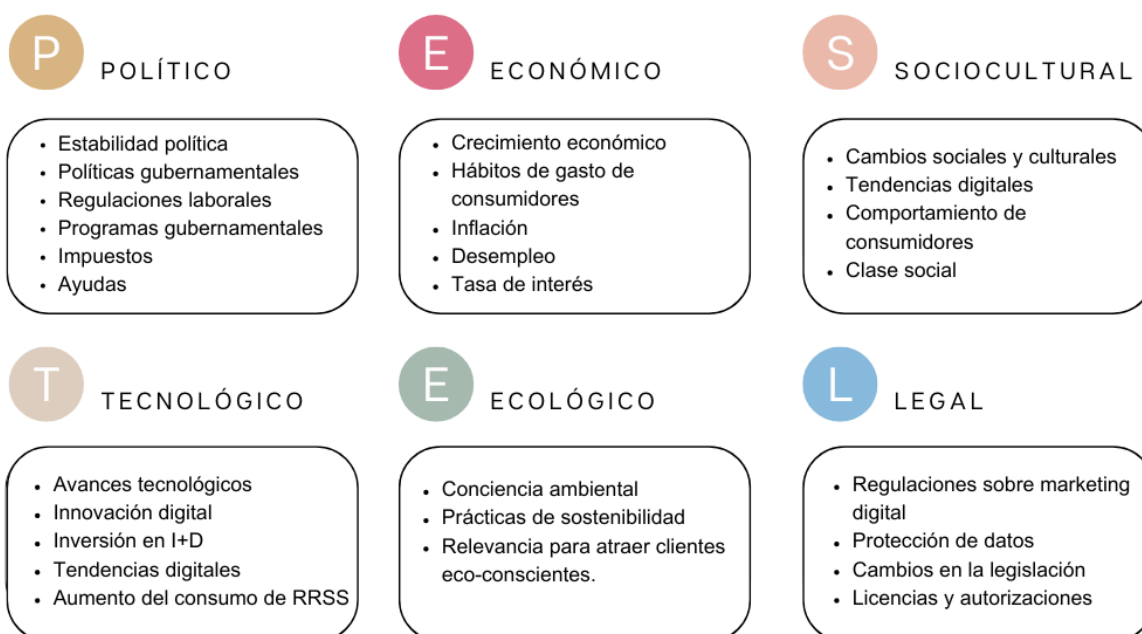 P
POLÍTICO
• Estabilidad política
• Políticas gubernamentales
• Regulaciones laborales
• Programas gubernamentales
• Impuestos
• Ayudas
E
ECONÓMICO
• Crecimiento económico
• Hábitos de gasto de
consumidores
• Inflación
• Desempleo
• Tasa de interés
S
SOCIOCULTURAL
• Cambios sociales y culturales
• Tendencias digitales
• Comportamiento de
consumidores
• Clase social
T
TECNOLÓGICO
• Avances tecnológicos
• Innovación digital
• Inversión en I+D
• Tendencias digitales
• Aumento del consumo de RRSS
E
ECOLÓGICO
• Conciencia ambiental
• Prácticas de sostenibilidad
• Relevancia para atraer clientes
eco-conscientes.
L
LEGAL
• Regulaciones sobre marketing
digital
• Protección de datos
• Cambios en la legislación
• Licencias y autorizaciones